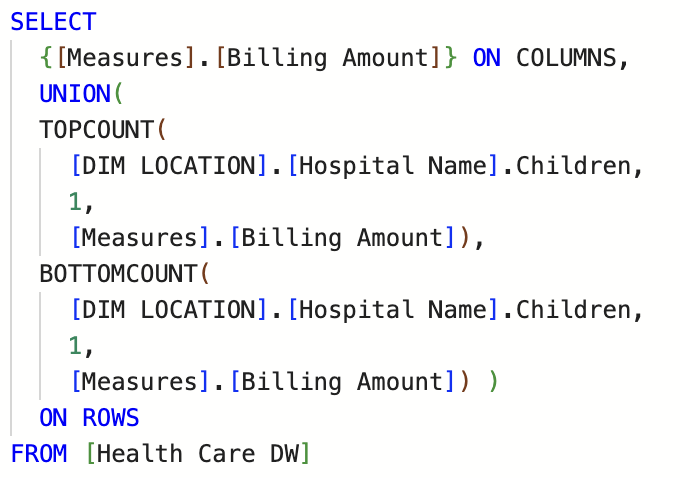 SELECT
{[Measures].[Billing Amount]} ON COLUMNS,
UNION(
TOPCOUNT(
[DIM LOCATION].[Hospital Name].Children,
1,
[Measures].[Billing Amount]),
BOTTOMCOUNT(
[DIM LOCATION].[Hospital Name].Children,
1,
[Measures].[Billing Amount]) )
ON ROWS
FROM [Health Care DW]